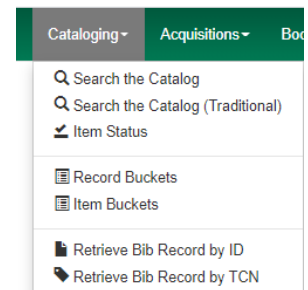 Cataloging Acquisitions Boo
Search the Catalog
Search the Catalog (Traditional)
Item Status
Record Buckets
Item Buckets
Retrieve Bib Record by ID
Retrieve Bib Record by TCN